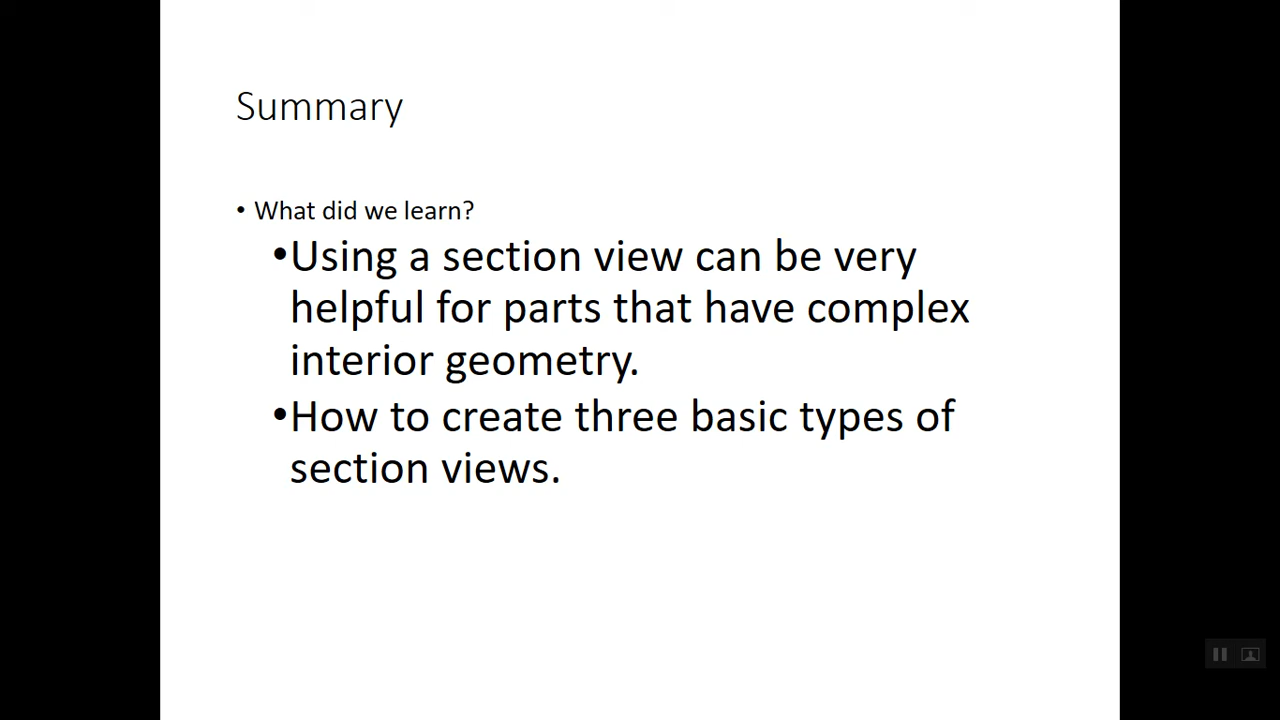 Summary
• What did we learn?
•Using a section view can be very
helpful for parts that have complex
interior geometry.
•How to create three basic types of
section views.